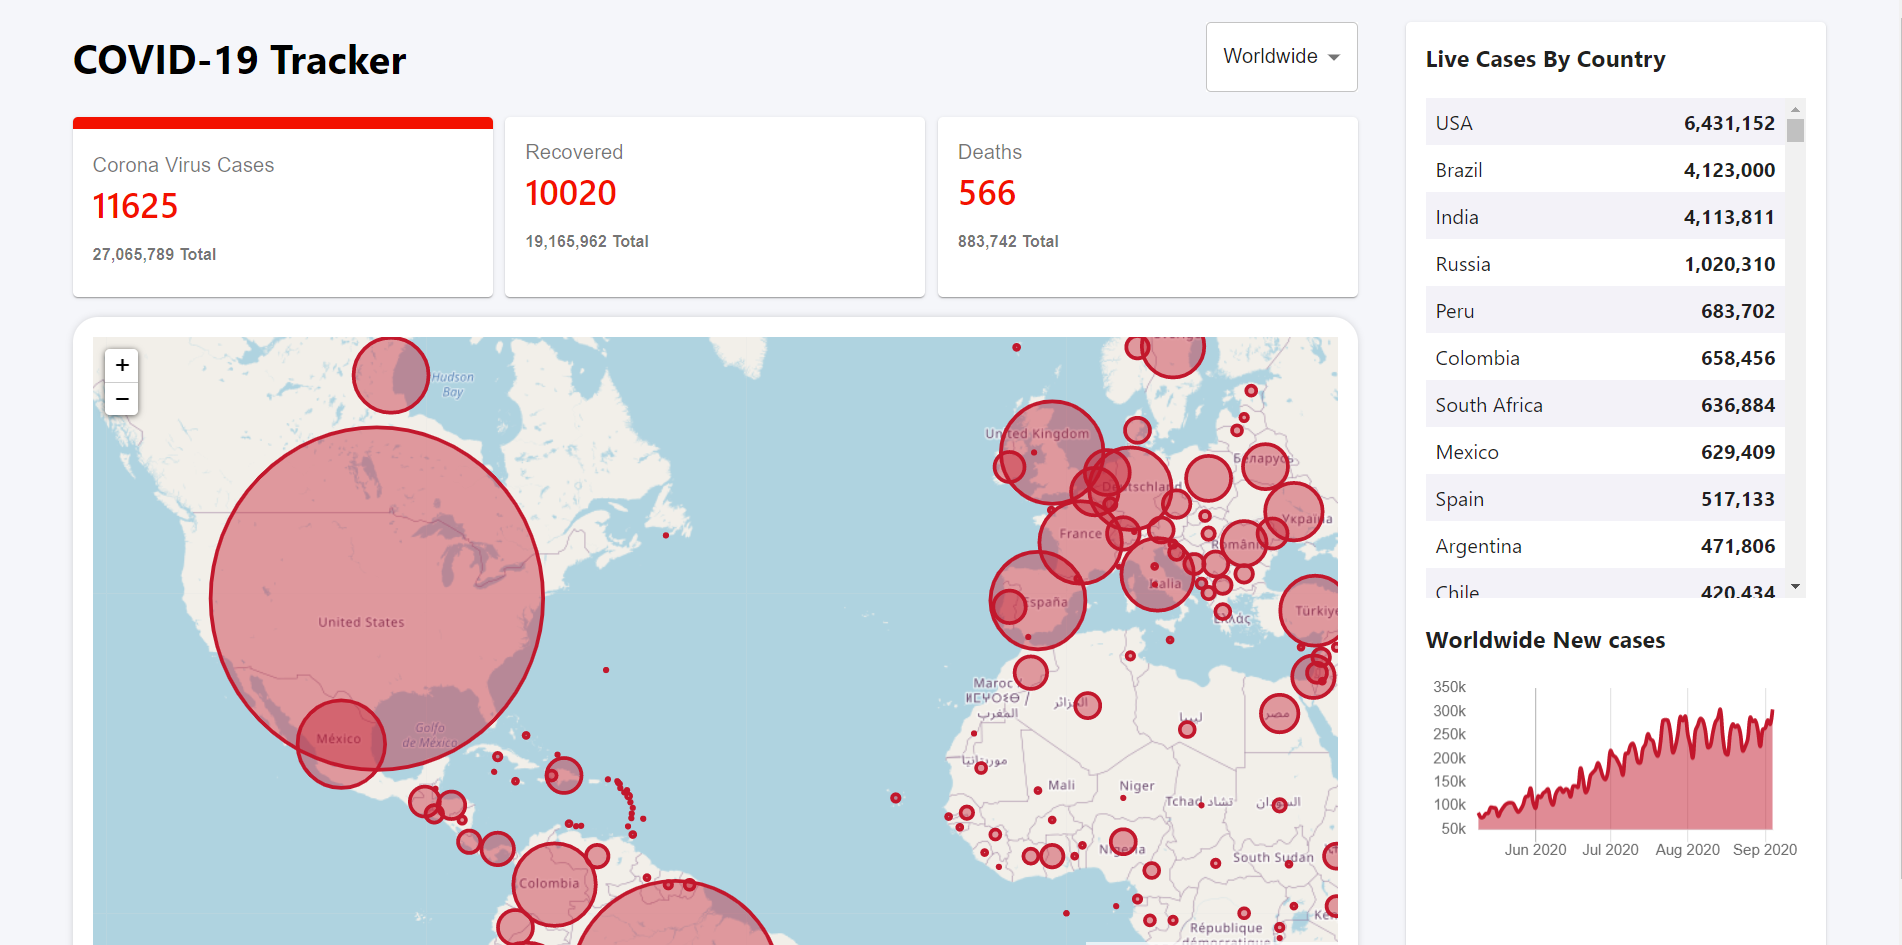 COVID-19 Tracker
Worldwide
Corona Virus Cases
11625
27,065,789 Total
Recovered
10020
19,165,962 Total
Deaths
566
883,742 Total
+
−
Hudson
Bay
United States
México
Golfo
de México
Colombia
United Kingdom
Deutschland
Беларусь
Україна
France
România
Italia
España
Türkiye
Ελλάς
Maroc
ⵍⵎⵖⵔⵉⴱ /
المغرب
الجزائر
ليبيا
مصر
موريتانيا
Mali
Niger
Tchad تشاد
السودان
Nigeria
South Sudan
Ke
République
démocratique
Live Cases By Country
USA 6,431,152
Brazil 4,123,000
India 4,113,811
Russia 1,020,310
Peru 683,702
Colombia 658,456
South Africa 636,884
Mexico 629,409
Spain 517,133
Argentina 471,806
Chile 420,434
Worldwide New cases
350k
300k
250k
200k
150k
100k
50k
Jun 2020 Jul 2020 Aug 2020 Sep 2020